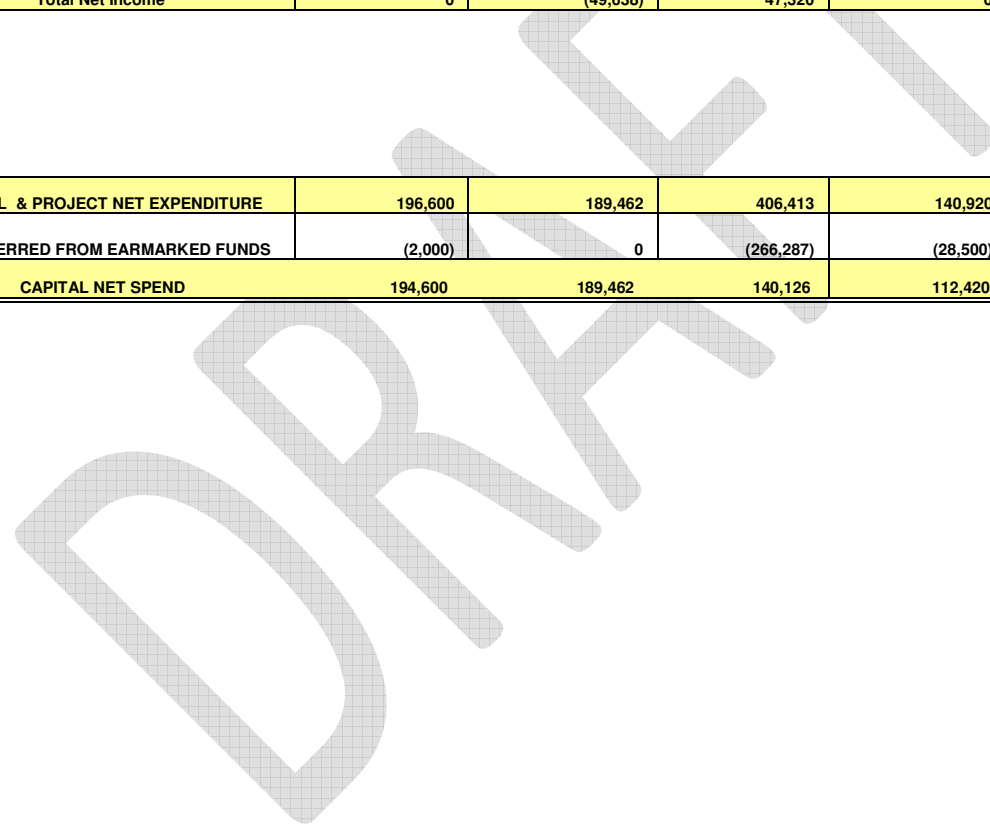 Total Net Income 0 (49,638) 47,320 0
L & PROJECT NET EXPENDITURE 196,600 189,462 406,413 140,920
ERRED FROM EARMARKED FUNDS (2,000) 0 (266,287) (28,500)
CAPITAL NET SPEND 194,600 189,462 140,126 112,420
DRAFT